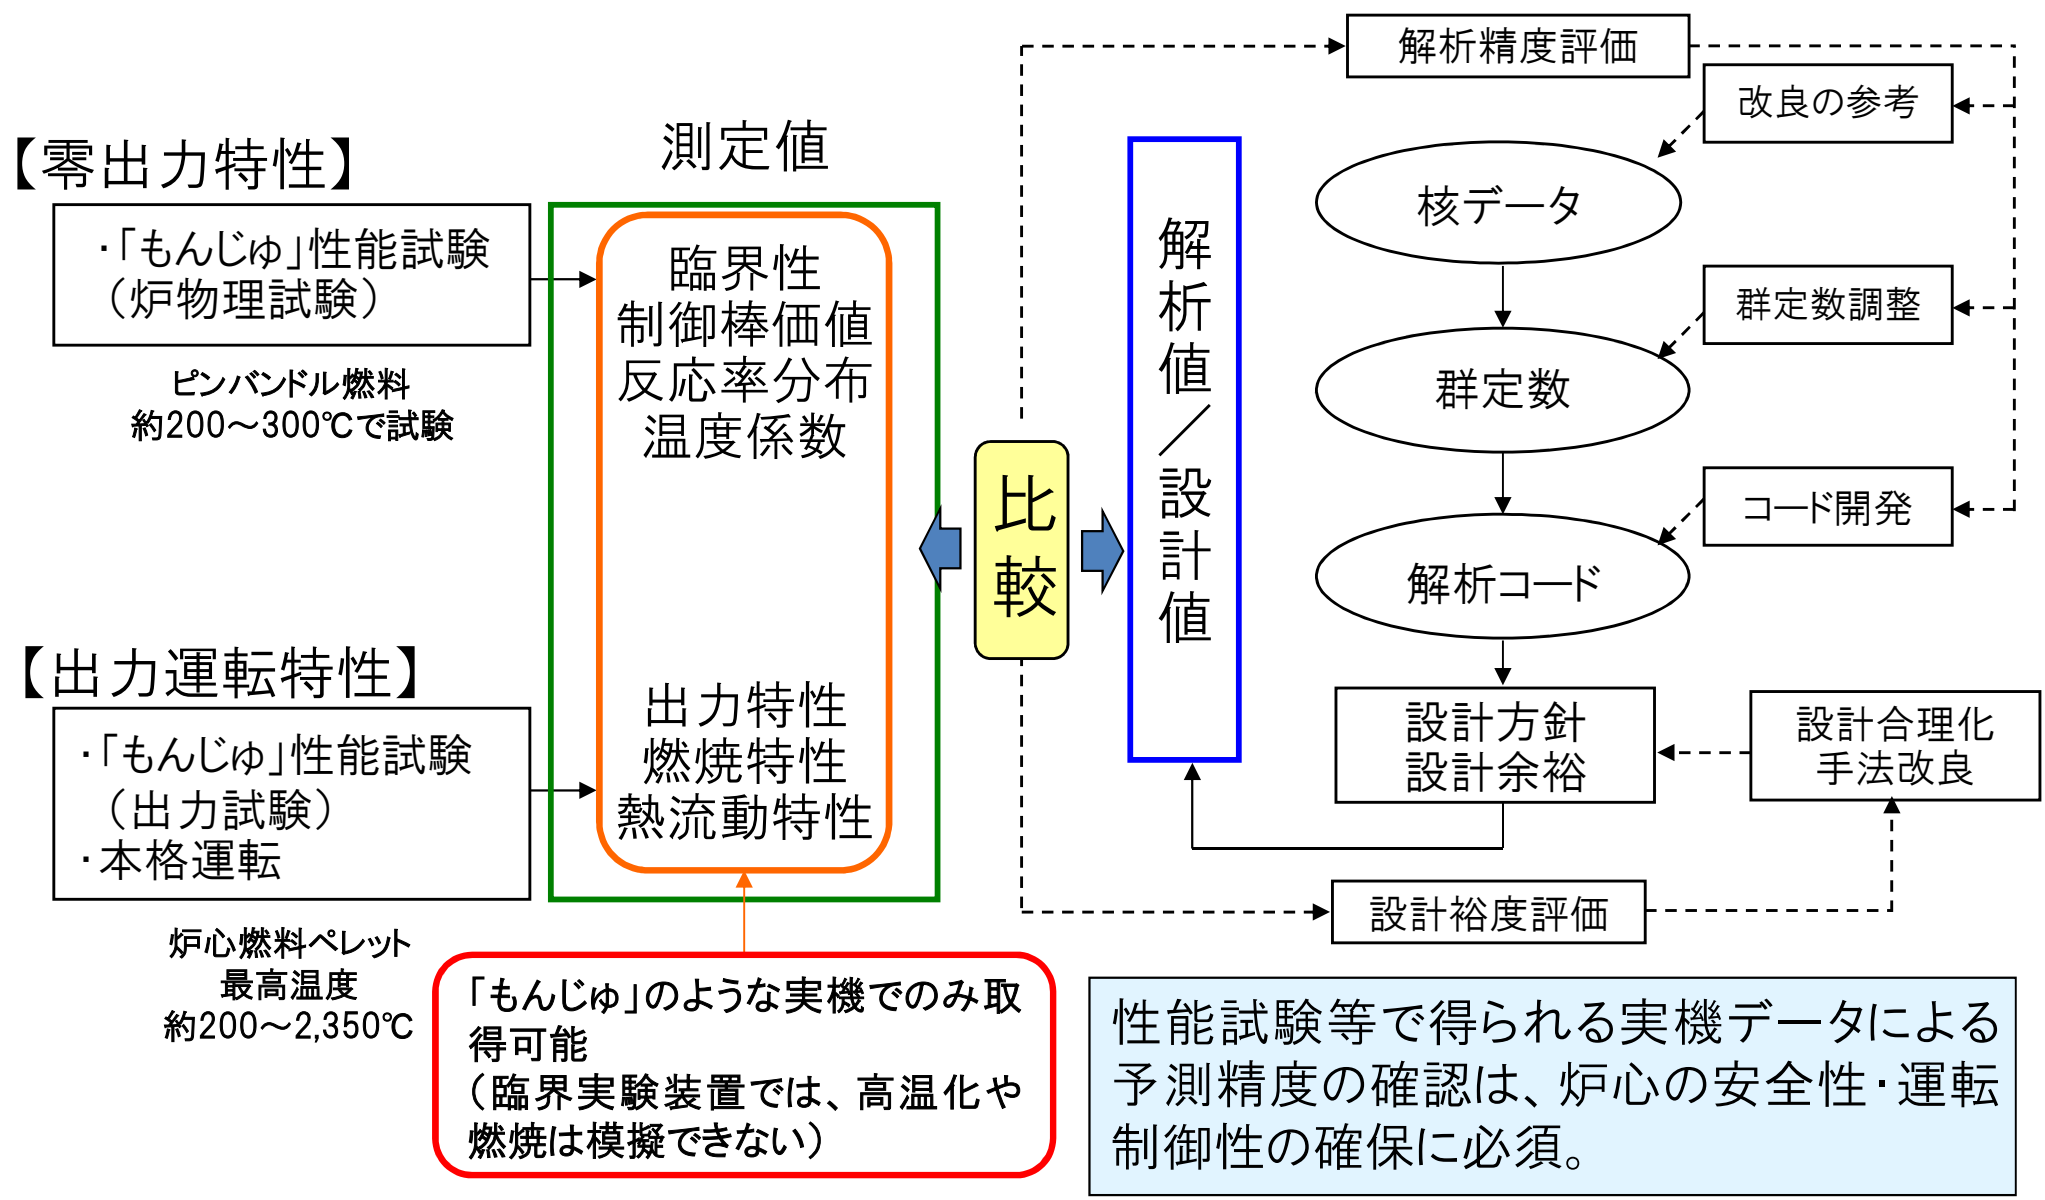 【零出力特性】
・「もんじゅ」性能試験
（炉物理試験）
ピンバンドル燃料
約200～300℃で試験
【出力運転特性】
・「もんじゅ」性能試験
（出力試験）
・本格運転
炉心燃料ペレット
最高温度
約200～2,350℃
測定値
臨界性
制御棒価値
反応率分布
温度係数
出力特性
燃焼特性
熱流動特性
「もんじゅ」のような実機でのみ取
得可能
（臨界実験装置では、高温化や
燃焼は模擬できない）
比較
解析値／設計値
解析精度評価
改良の参考
核データ
群定数調整
群定数
コード開発
解析コード
設計方針
設計余裕
設計合理化
手法改良
設計裕度評価
性能試験等で得られる実機データによる
予測精度の確認は、炉心の安全性・運転
制御性の確保に必須。